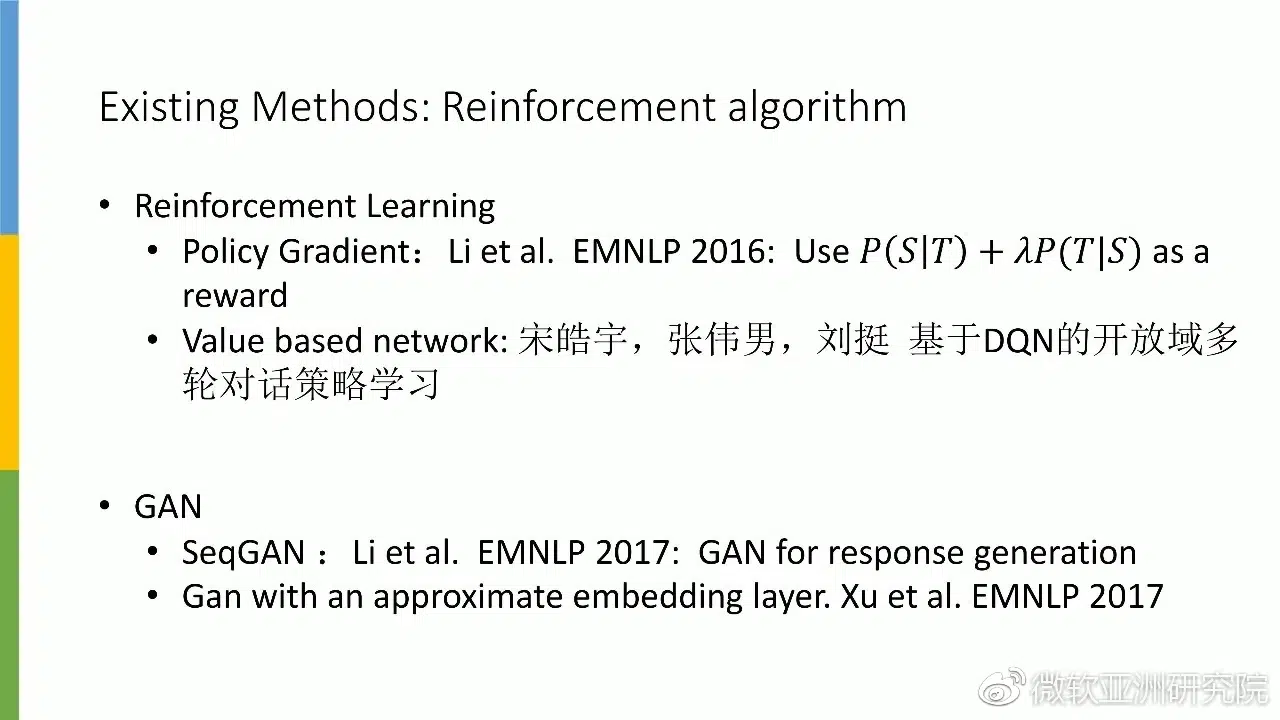 Existing Methods: Reinforcement algorithm
• Reinforcement Learning
• Policy Gradient： Li et al. EMNLP 2016: Use P(S|T) + λP(T|S) as a
reward
• Value based network: 宋皓宇，张伟男，刘挺 基于DQN的开放域多
轮对话策略学习
• GAN
• SeqGAN ： Li et al. EMNLP 2017: GAN for response generation
• Gan with an approximate embedding layer. Xu et al. EMNLP 2017
微软亚洲研究院